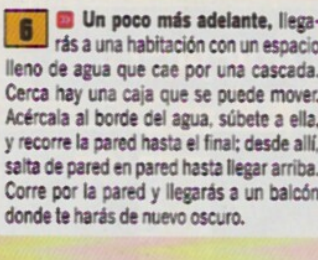 6 Un poco más adelante, llega-
rás a una habitación con un espacio
lleno de agua que cae por una cascada.
Cerca hay una caja que se puede mover.
Acércala al borde del agua, súbete a ella,
y recorre la pared hasta el final; desde allí,
salta de pared en pared hasta llegar arriba.
Corre por la pared y llegarás a un balcón
donde te harás de nuevo oscuro.